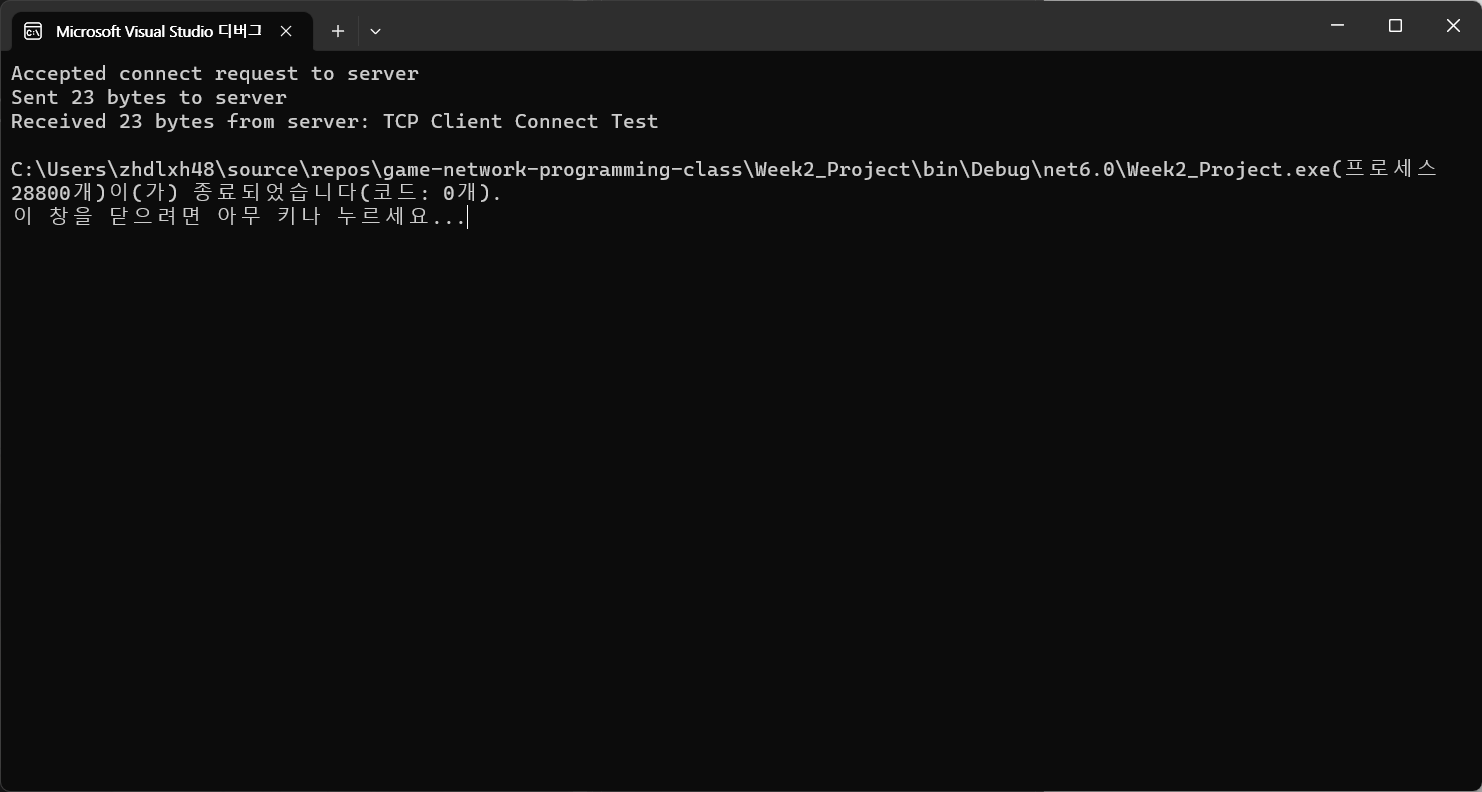 Microsoft Visual Studio 디버그
Accepted connect request to server
Sent 23 bytes to server
Received 23 bytes from server: TCP Client Connect Test
C:\Users\zhdlxh48\source\repos\game-network-programming-class\Week2_Project\bin\Debug\net6.0\Week2_Project.exe(프로세스
28800개)이(가) 종료되었습니다(코드: 0개).
이 창을 닫으려면 아무 키나 누르세요...